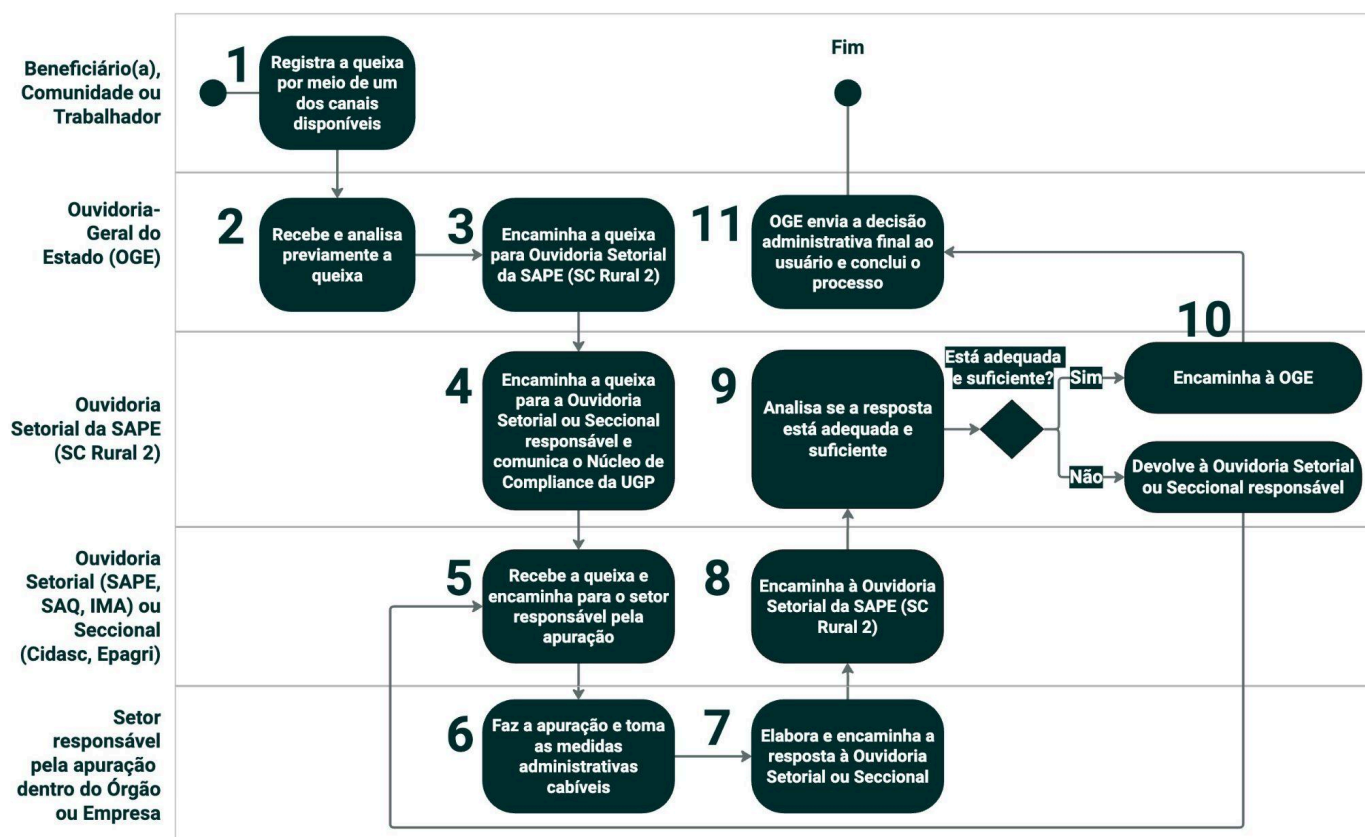 Beneficiário(a),
Comunidade ou
Trabalhador
1
Registra a queixa
por meio de um
dos canais
disponíveis
Fim
Ouvidoria-
Geral do
Estado (OGE)
2
Recebe e analisa
previamente a
queixa
3
Encaminha a queixa
para Ouvidoria Setorial
da SAPE (SC Rural 2)
11
OGE envia a decisão
administrativa final ao
usuário e conclui o
processo
Ouvidoria
Setorial da SAPE
(SC Rural 2)
4
Encaminha a queixa
para a Ouvidoria
Setorial ou Seccional
responsável e
comunica o Núcleo de
Compliance da UGP
9
Analisa se a resposta
está adequada e
suficiente
Está adequada
e suficiente?
Sim
10
Encaminha à OGE
Não
Devolve à Ouvidoria Setorial
ou Seccional responsável
Ouvidoria
Setorial (SAPE,
SAQ, IMA) ou
Seccional
(Cidasc, Epagri)
5
Recebe a queixa e
encaminha para o setor
responsável pela
apuração
8
Encaminha à Ouvidoria
Setorial da SAPE (SC
Rural 2)
Setor
responsável
pela apuração
dentro do Órgão
ou Empresa
6
Faz a apuração e toma
as medidas
administrativas
cabíveis
7
Elabora e encaminha a
resposta à Ouvidoria
Setorial ou Seccional